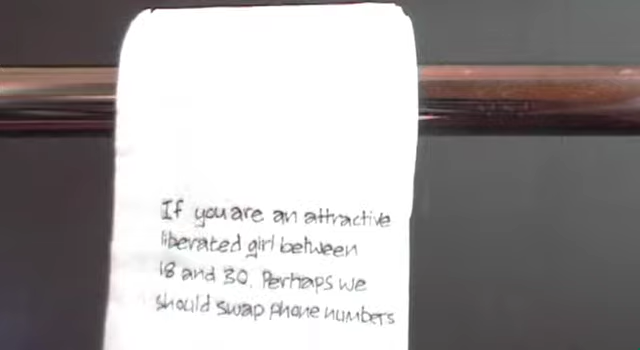 If you are an attractive
liberated girl between
18 and 30. Perhaps we
should swap phone numbers